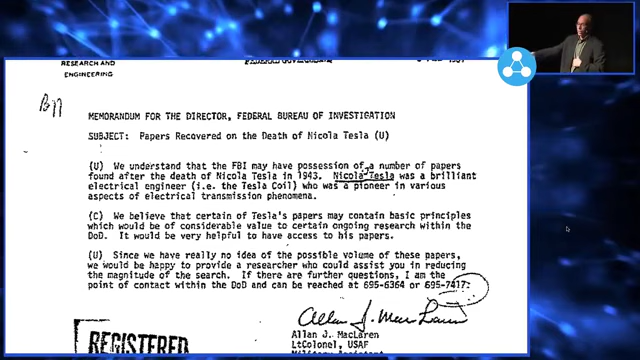 RESEARCH AND
ENGINEERING
MEMORANDUM FOR THE DIRECTOR, FEDERAL BUREAU OF INVESTIGATION
SUBJECT: Papers Recovered on the Death of Nicola Tesla (U)
(U) We understand that the FBI may have possession of a number of papers
found after the death of Nicola Tesla in 1943. Nicola Tesla was a brilliant
electrical engineer (i.e. the Tesla Coil) who was a pioneer in various
aspects of electrical transmission phenomena.
(C) We believe that certain of Tesla's papers may contain basic principles
which would be of considerable value to certain ongoing research within the
DoD. It would be very helpful to have access to his papers.
(U) Since we have really no idea of the possible volume of these papers,
we would be happy to provide a researcher who could assist you in reducing
the magnitude of the search. If there are further questions, I am the
point of contact within the DoD and can be reached at 695-6364 or 695-7417.
Allan J. MacLaren
Allan J. MacLaren
LtColonel, USAF
Military Assistant
REGISTERED